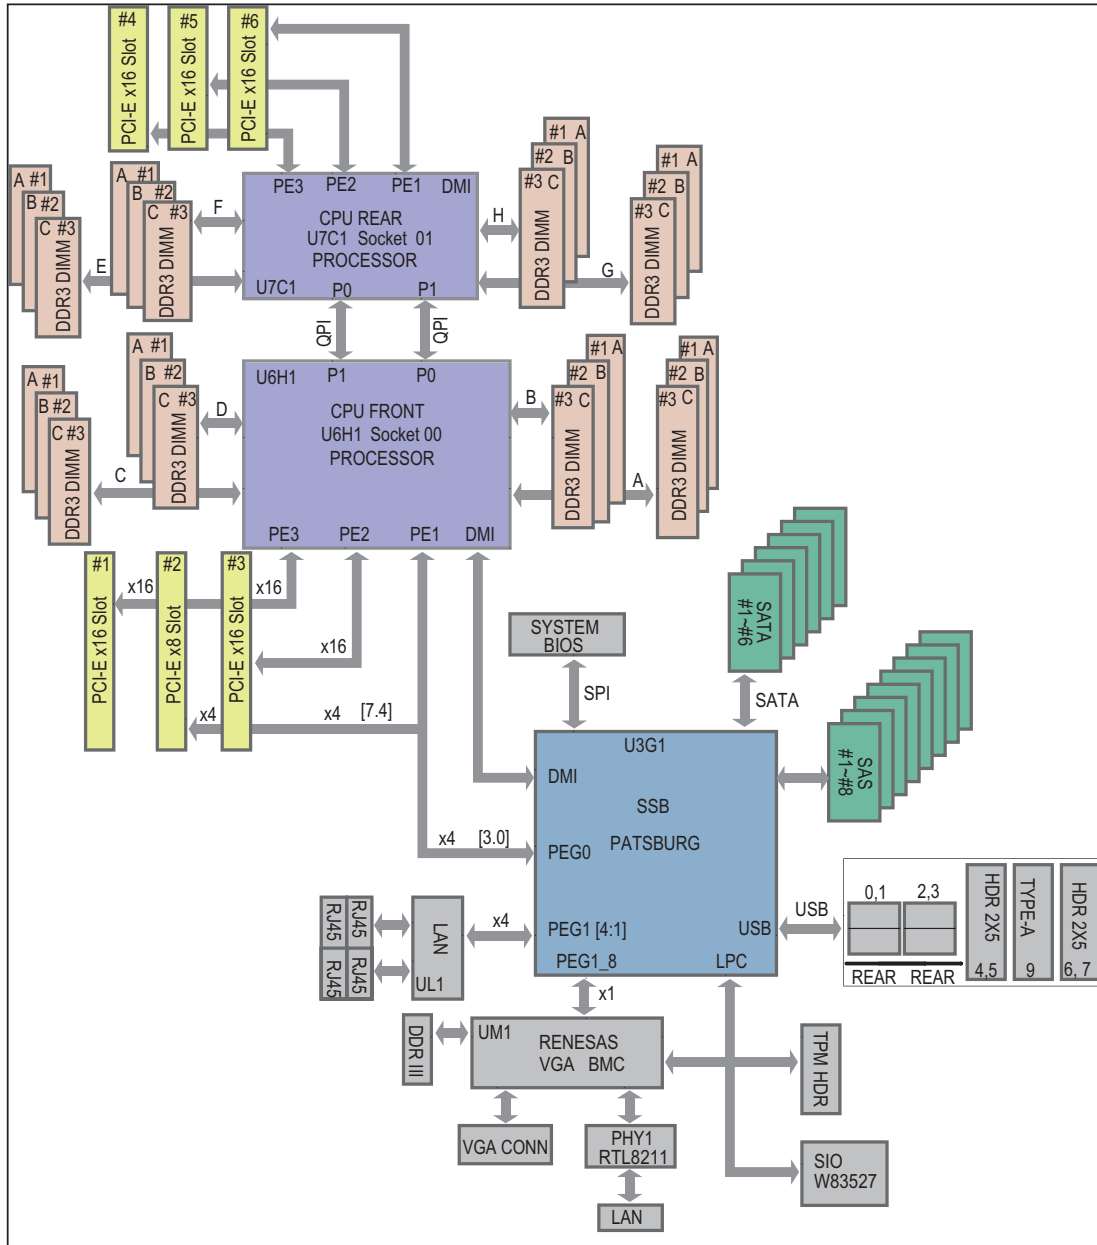 #4 PCI-E x16 Slot
#5 PCI-E x16 Slot
#6 PCI-E x16 Slot
A #1
B #2
C #3 DDR3 DIMM
E
A #1
B #2
C #3 DDR3 DIMM
F
PE3 PE2 PE1 DMI
CPU REAR
U7C1 Socket 01
PROCESSOR
U7C1 P0 P1
H
#1 A
#2 B
#3 C DDR3 DIMM
G
#1 A
#2 B
#3 C DDR3 DIMM
QPI
QPI
A #1
B #2
C #3 DDR3 DIMM
C
A #1
B #2
C #3 DDR3 DIMM
D
U6H1 P1 P0
CPU FRONT
U6H1 Socket 00
PROCESSOR
PE3 PE2 PE1 DMI
B
#1 A
#2 B
#3 C DDR3 DIMM
A
#1 A
#2 B
#3 C DDR3 DIMM
#1 PCI-E x16 Slot
#2 PCI-E x8 Slot
#3 PCI-E x16 Slot
x16
x16
x16
x4
x4 [7.4]
SYSTEM
BIOS
SPI
SATA
#1~#6
SATA
SAS
#1~#8
U3G1
DMI
SSB
PATSBURG
x4 [3.0]
PEG0
PEG1 [4:1]
PEG1_8
USB
LPC
USB
0,1
2,3
REAR
REAR
HDR 2X5
4,5
TYPE-A
9
HDR 2X5
6, 7
RJ45
RJ45
RJ45
RJ45
LAN
UL1
x4
x1
DDR III
UM1
RENESAS
VGA BMC
TPM HDR
VGA CONN
PHY1
RTL8211
LAN
SIO
W83527